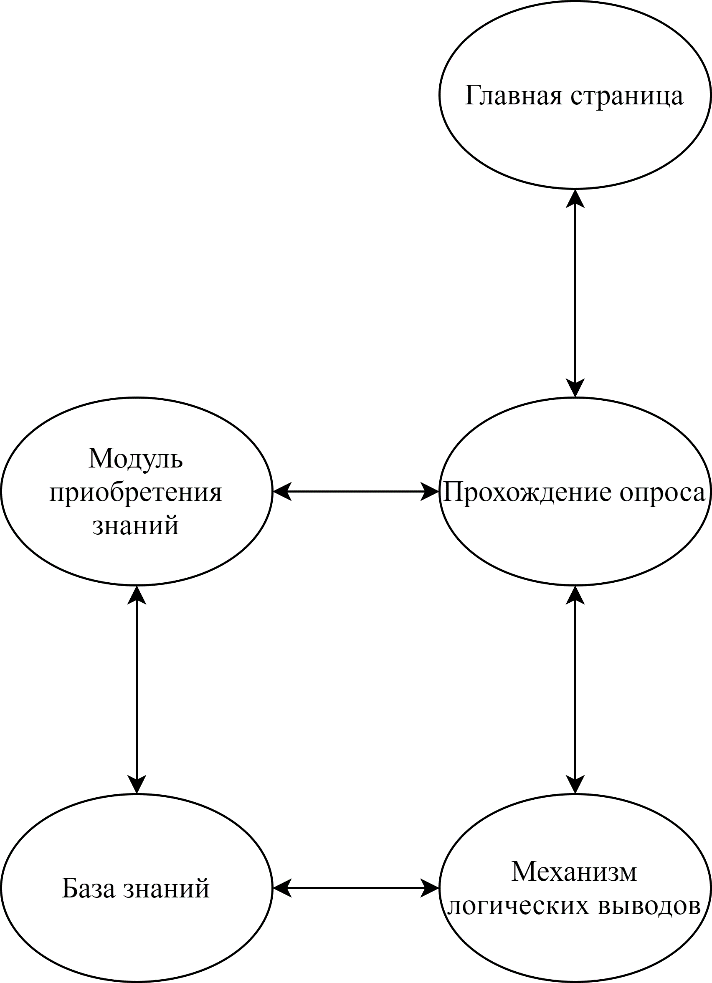 Главная страница
Модуль
приобретения
знаний
Прохождение опроса
База знаний
Механизм
логических выводов